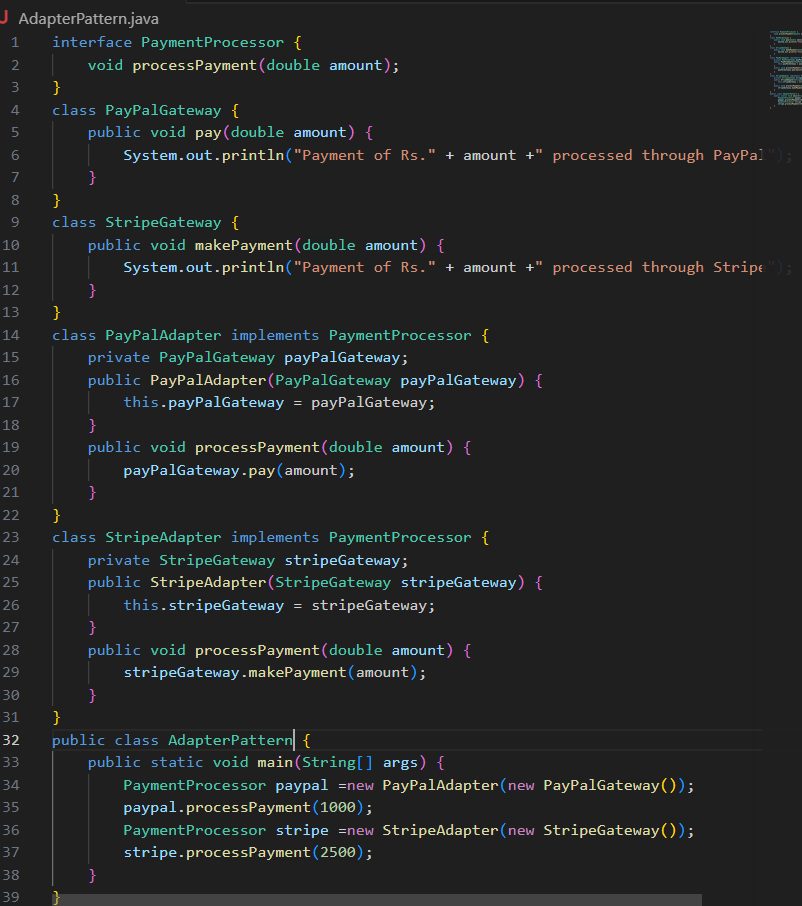 AdapterPattern.java
1 interface PaymentProcessor {
2     void processPayment(double amount);
3 }
4 class PayPalGateway {
5     public void pay(double amount) {
6         System.out.println("Payment of Rs." + amount +" processed through PayPal");
7     }
8 }
9 class StripeGateway {
10     public void makePayment(double amount) {
11         System.out.println("Payment of Rs." + amount +" processed through Stripe");
12     }
13 }
14 class PayPalAdapter implements PaymentProcessor {
15     private PayPalGateway payPalGateway;
16     public PayPalAdapter(PayPalGateway payPalGateway) {
17         this.payPalGateway = payPalGateway;
18     }
19     public void processPayment(double amount) {
20         payPalGateway.pay(amount);
21     }
22 }
23 class StripeAdapter implements PaymentProcessor {
24     private StripeGateway stripeGateway;
25     public StripeAdapter(StripeGateway stripeGateway) {
26         this.stripeGateway = stripeGateway;
27     }
28     public void processPayment(double amount) {
29         stripeGateway.makePayment(amount);
30     }
31 }
32 public class AdapterPattern {
33     public static void main(String[] args) {
34         PaymentProcessor paypal =new PayPalAdapter(new PayPalGateway());
35         paypal.processPayment(1000);
36         PaymentProcessor stripe =new StripeAdapter(new StripeGateway());
37         stripe.processPayment(2500);
38     }
39 }